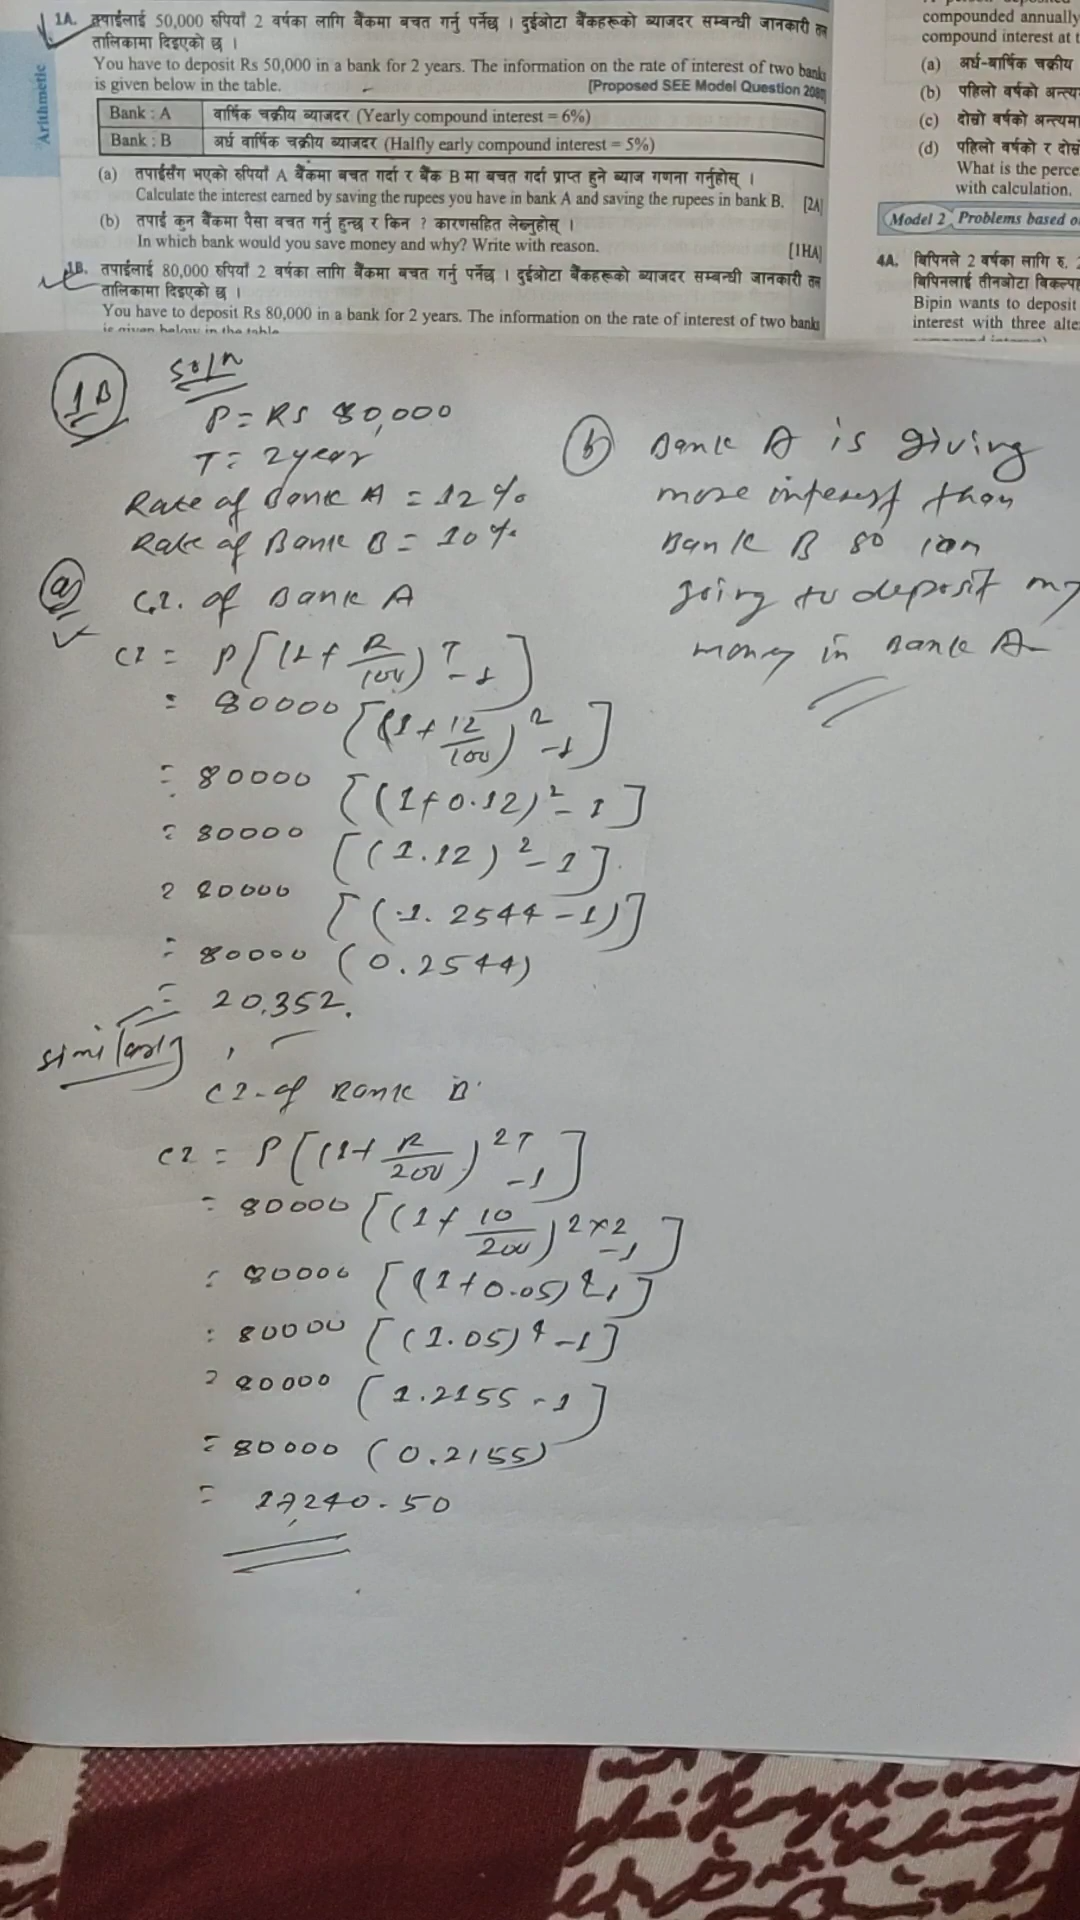 1A. तपाईंलाई 50,000 रुपियाँ 2 वर्षका लागि बैंकमा बचत गर्नु पर्नेछ । दुईओटा बैंकहरूको ब्याजदर सम्बन्धी जानकारी तल
तालिकामा दिइएको छ ।
You have to deposit Rs 50,000 in a bank for 2 years. The information on the rate of interest of two banks
is given below in the table. [Proposed SEE Model Question 2080]
Arithmetic
Bank : A वार्षिक चक्रीय ब्याजदर (Yearly compound interest = 6%)
Bank : B अर्ध वार्षिक चक्रीय ब्याजदर (Halfly early compound interest = 5%)
(a) तपाईंसँग भएको रुपियाँ A बैंकमा बचत गर्दा र बैंक B मा बचत गर्दा प्राप्त हुने ब्याज गणना गर्नुहोस् ।
Calculate the interest earned by saving the rupees you have in bank A and saving the rupees in bank B. [2A]
(b) तपाई कुन बैंकमा पैसा बचत गर्नु हुन्छ र किन ? कारणसहित लेख्नुहोस् ।
In which bank would you save money and why? Write with reason. [1HA]
1B. तपाईंलाई 80,000 रुपियाँ 2 वर्षका लागि बैंकमा बचत गर्नु पर्नेछ । दुईओटा बैंकहरूको ब्याजदर सम्बन्धी जानकारी तल
तालिकामा दिइएको छ ।
You have to deposit Rs 80,000 in a bank for 2 years. The information on the rate of interest of two banks
is given below in the table
compounded annually
compound interest at t
(a) अर्ध-वार्षिक चक्रीय
(b) पहिलो वर्षको अन्त्य
(c) दोस्रो वर्षको अन्त्यमा
(d) पहिलो वर्षको र दोस्र
What is the perce
with calculation.
Model 2 Problems based o
4A. बिपिनले 2 वर्षका लागि रु.
बिपिनलाई तीनओटा विकल्प
Bipin wants to deposit
interest with three alte
1B soln
P = RS 80,000
T = 2 year
Rate of Bank A = 12%
Rate of Bank B = 10%
(a) C.I. of Bank A
CI = P[(1+R/100)^T - 1]
= 80000 [(1+12/100)^2 - 1]
= 80000 [(1+0.12)^2 - 1]
= 80000 [(1.12)^2 - 1]
= 80000 [(1.2544 - 1)]
= 80000 (0.2544)
= 20,352.
Similarly,
CI of Bank B
CI = P[(1+R/200)^2T - 1]
= 80000 [(1+10/200)^2×2 - 1]
= 80000 [(1+0.05)^4 - 1]
= 80000 [(1.05)^4 - 1]
= 80000 [1.2155 - 1]
= 80000 (0.2155)
= 17,240.50
(b) Bank A is giving
more interest than
Bank B so I am
going to deposit my
money in Bank A